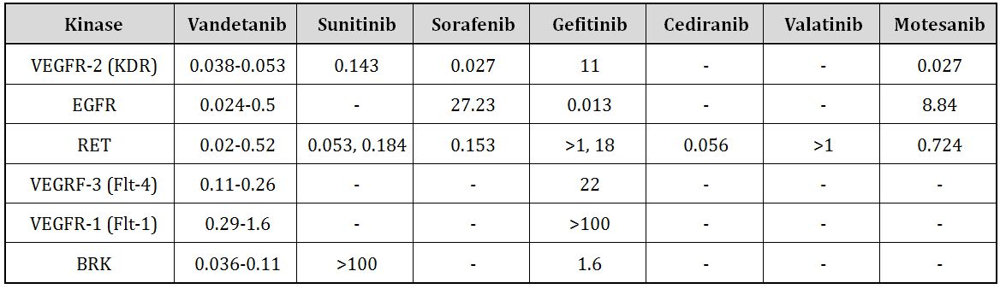 Kinase Vandetanib Sunitinib Sorafenib Gefitinib Cediranib Valatinib Motesanib
VEGFR-2 (KDR) 0.038-0.053 0.143 0.027 11 - - 0.027
EGFR 0.024-0.5 - 27.23 0.013 - - 8.84
RET 0.02-0.52 0.053, 0.184 0.153 >1, 18 0.056 >1 0.724
VEGRF-3 (Flt-4) 0.11-0.26 - - 22 - - -
VEGFR-1 (Flt-1) 0.29-1.6 - - >100 - - -
BRK 0.036-0.11 >100 - 1.6 - - -